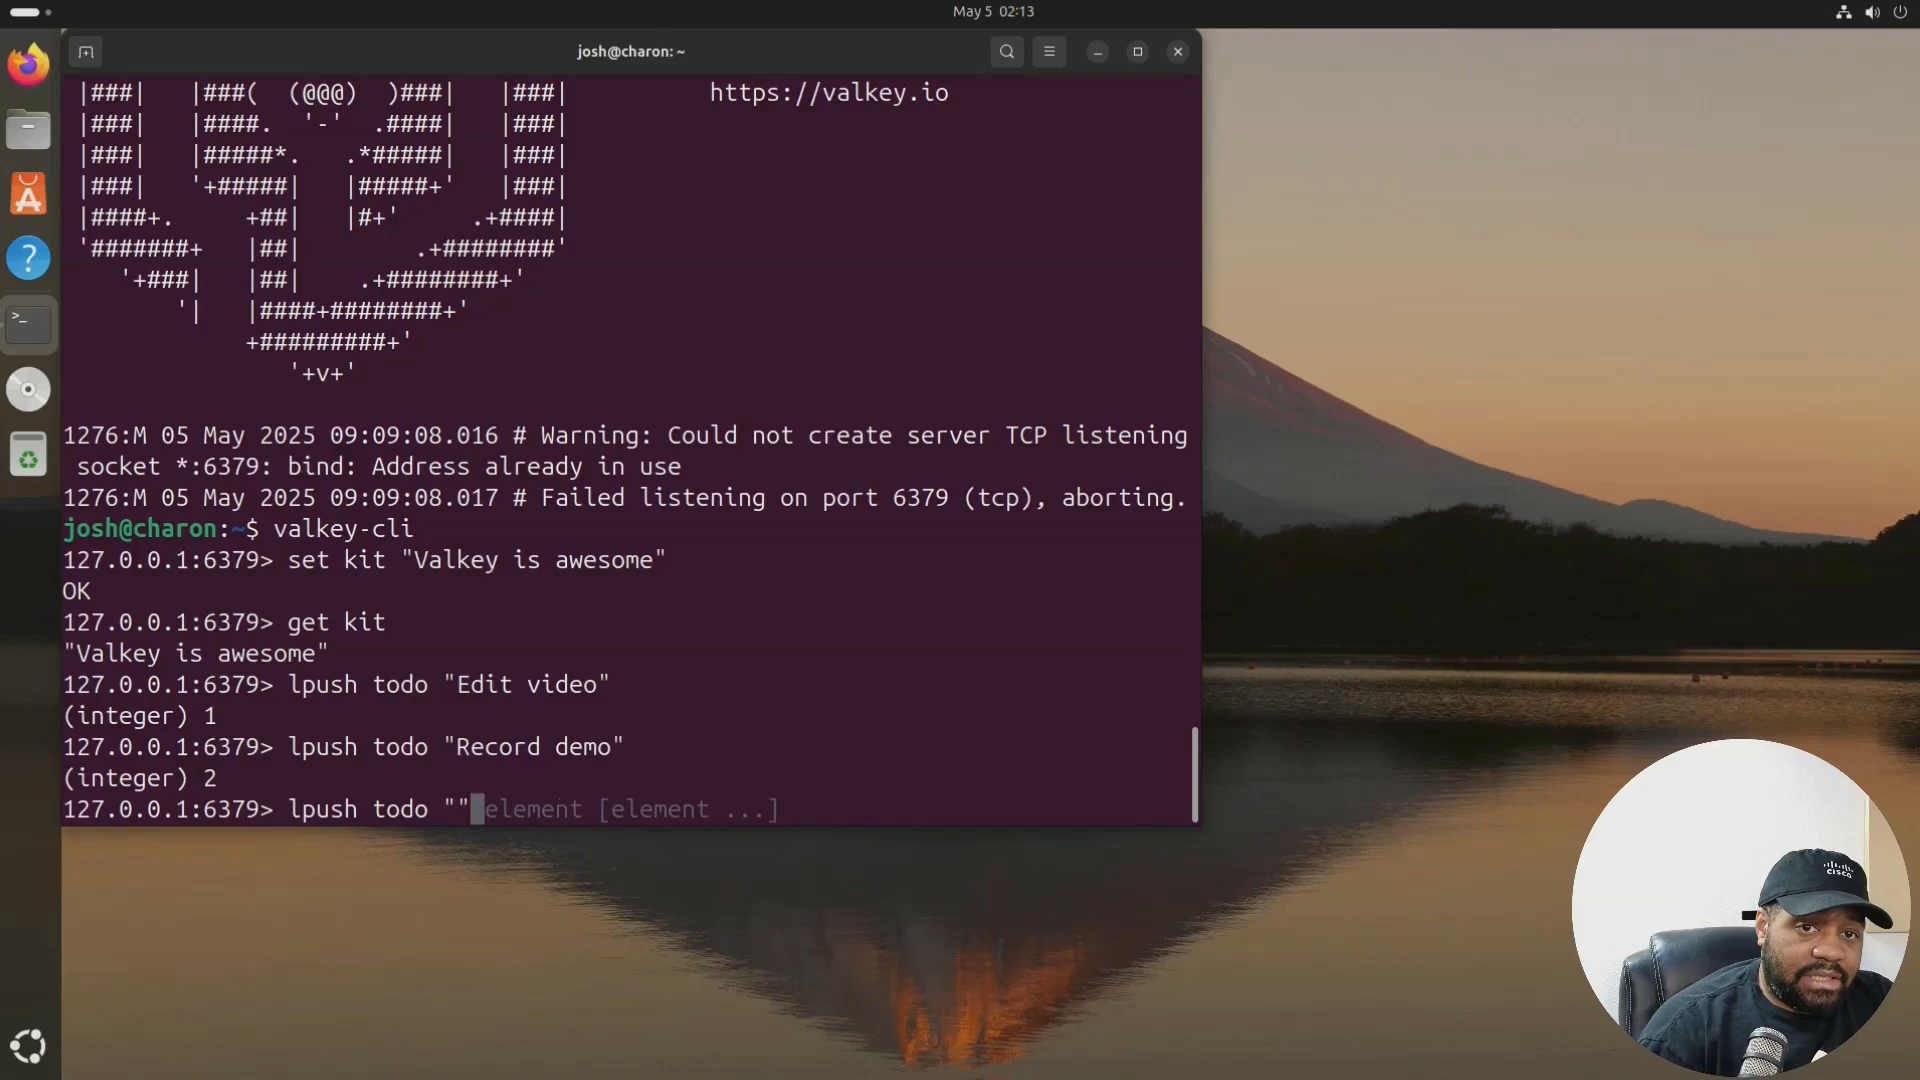 May 5 02:13
josh@charon: ~
|###| |###( (@@@) )###| |###| https://valkey.io
|###| |####. '-' .####| |###|
|###| |#####*. .*#####| |###|
|###| '+#####| |#####+' |###|
|####+. +##| |#+' .+####|
'#######+ |##| .+########'
'+###| |##| .+########+'
'| |####+########+'
+#########+'
'+v+'
1276:M 05 May 2025 09:09:08.016 # Warning: Could not create server TCP listening
socket *:6379: bind: Address already in use
1276:M 05 May 2025 09:09:08.017 # Failed listening on port 6379 (tcp), aborting.
josh@charon:~$ valkey-cli
127.0.0.1:6379> set kit "Valkey is awesome"
OK
127.0.0.1:6379> get kit
"Valkey is awesome"
127.0.0.1:6379> lpush todo "Edit video"
(integer) 1
127.0.0.1:6379> lpush todo "Record demo"
(integer) 2
127.0.0.1:6379> lpush todo "" element [element ...]
CISCO